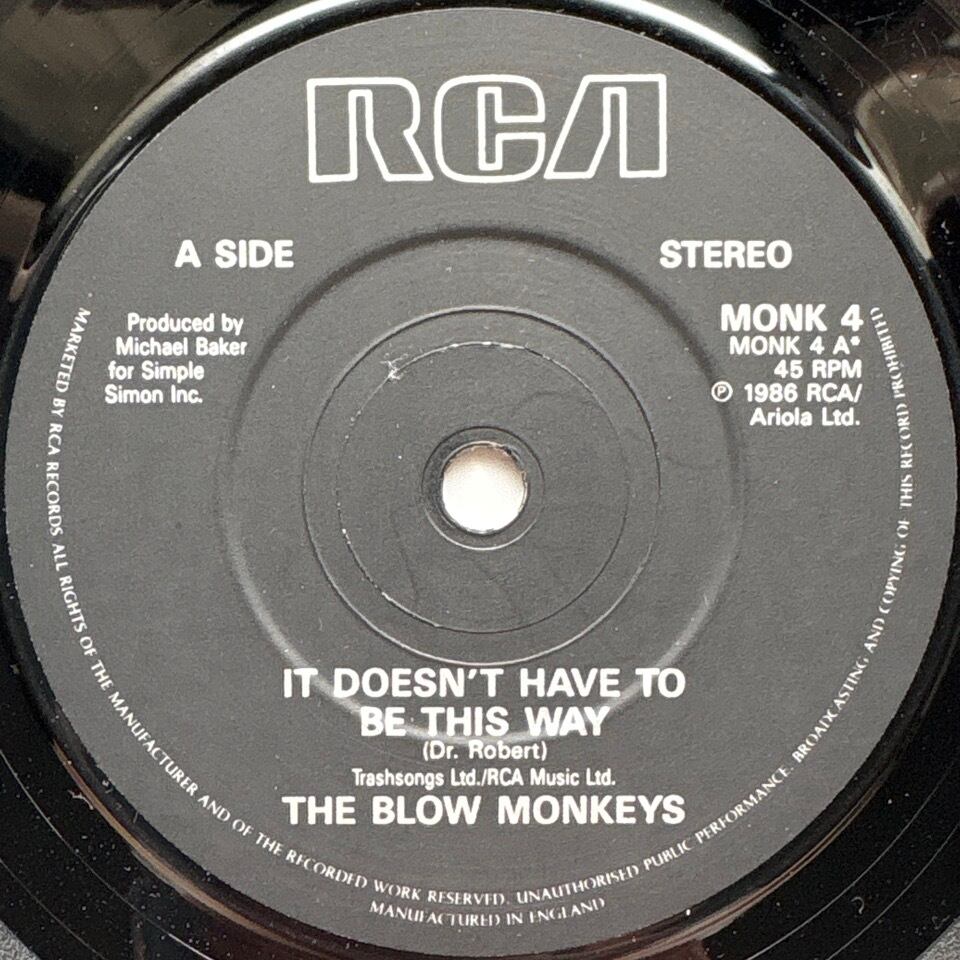 RCA
A SIDE
STEREO
Produced by
Michael Baker
for Simple
Simon Inc.
MONK 4
MONK 4 A*
45 RPM
℗ 1986 RCA/
Ariola Ltd.
IT DOESN'T HAVE TO
BE THIS WAY
(Dr. Robert)
Trashsongs Ltd./RCA Music Ltd.
THE BLOW MONKEYS
MARKETED BY RCA RECORDS ALL RIGHTS OF THE MANUFACTURER AND OF THE RECORDED WORK RESERVED. UNAUTHORISED PUBLIC PERFORMANCE. BROADCASTING AND COPYING OF THIS RECORD PROHIBITED
MANUFACTURED IN ENGLAND